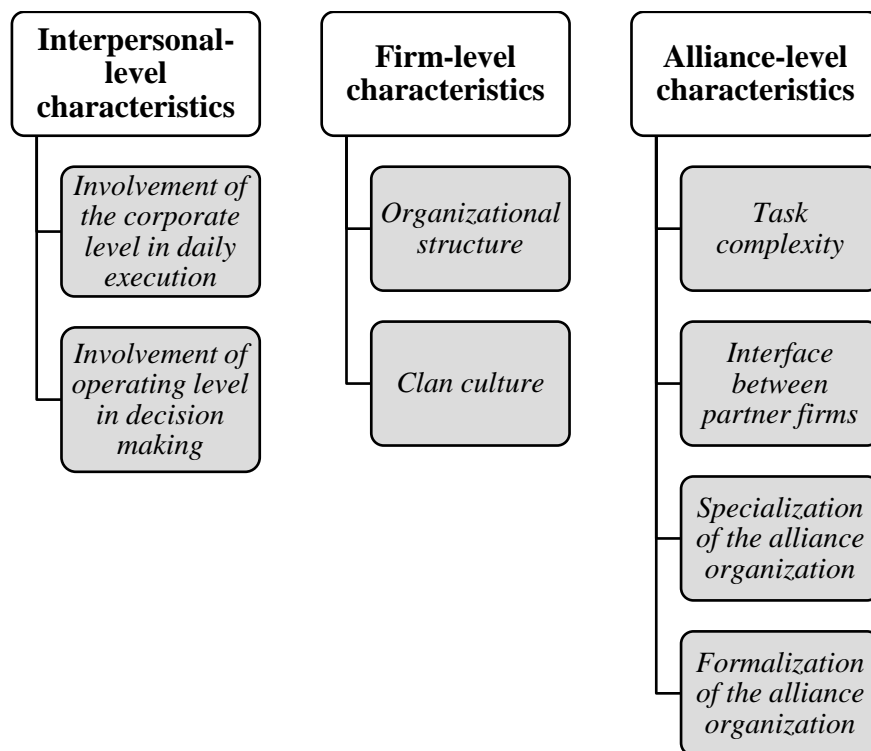 Interpersonal-
level
characteristics
Involvement of
the corporate
level in daily
execution
Involvement of
operating level
in decision
making
Firm-level
characteristics
Organizational
structure
Clan culture
Alliance-level
characteristics
Task
complexity
Interface
between
partner firms
Specialization
of the alliance
organization
Formalization
of the alliance
organization